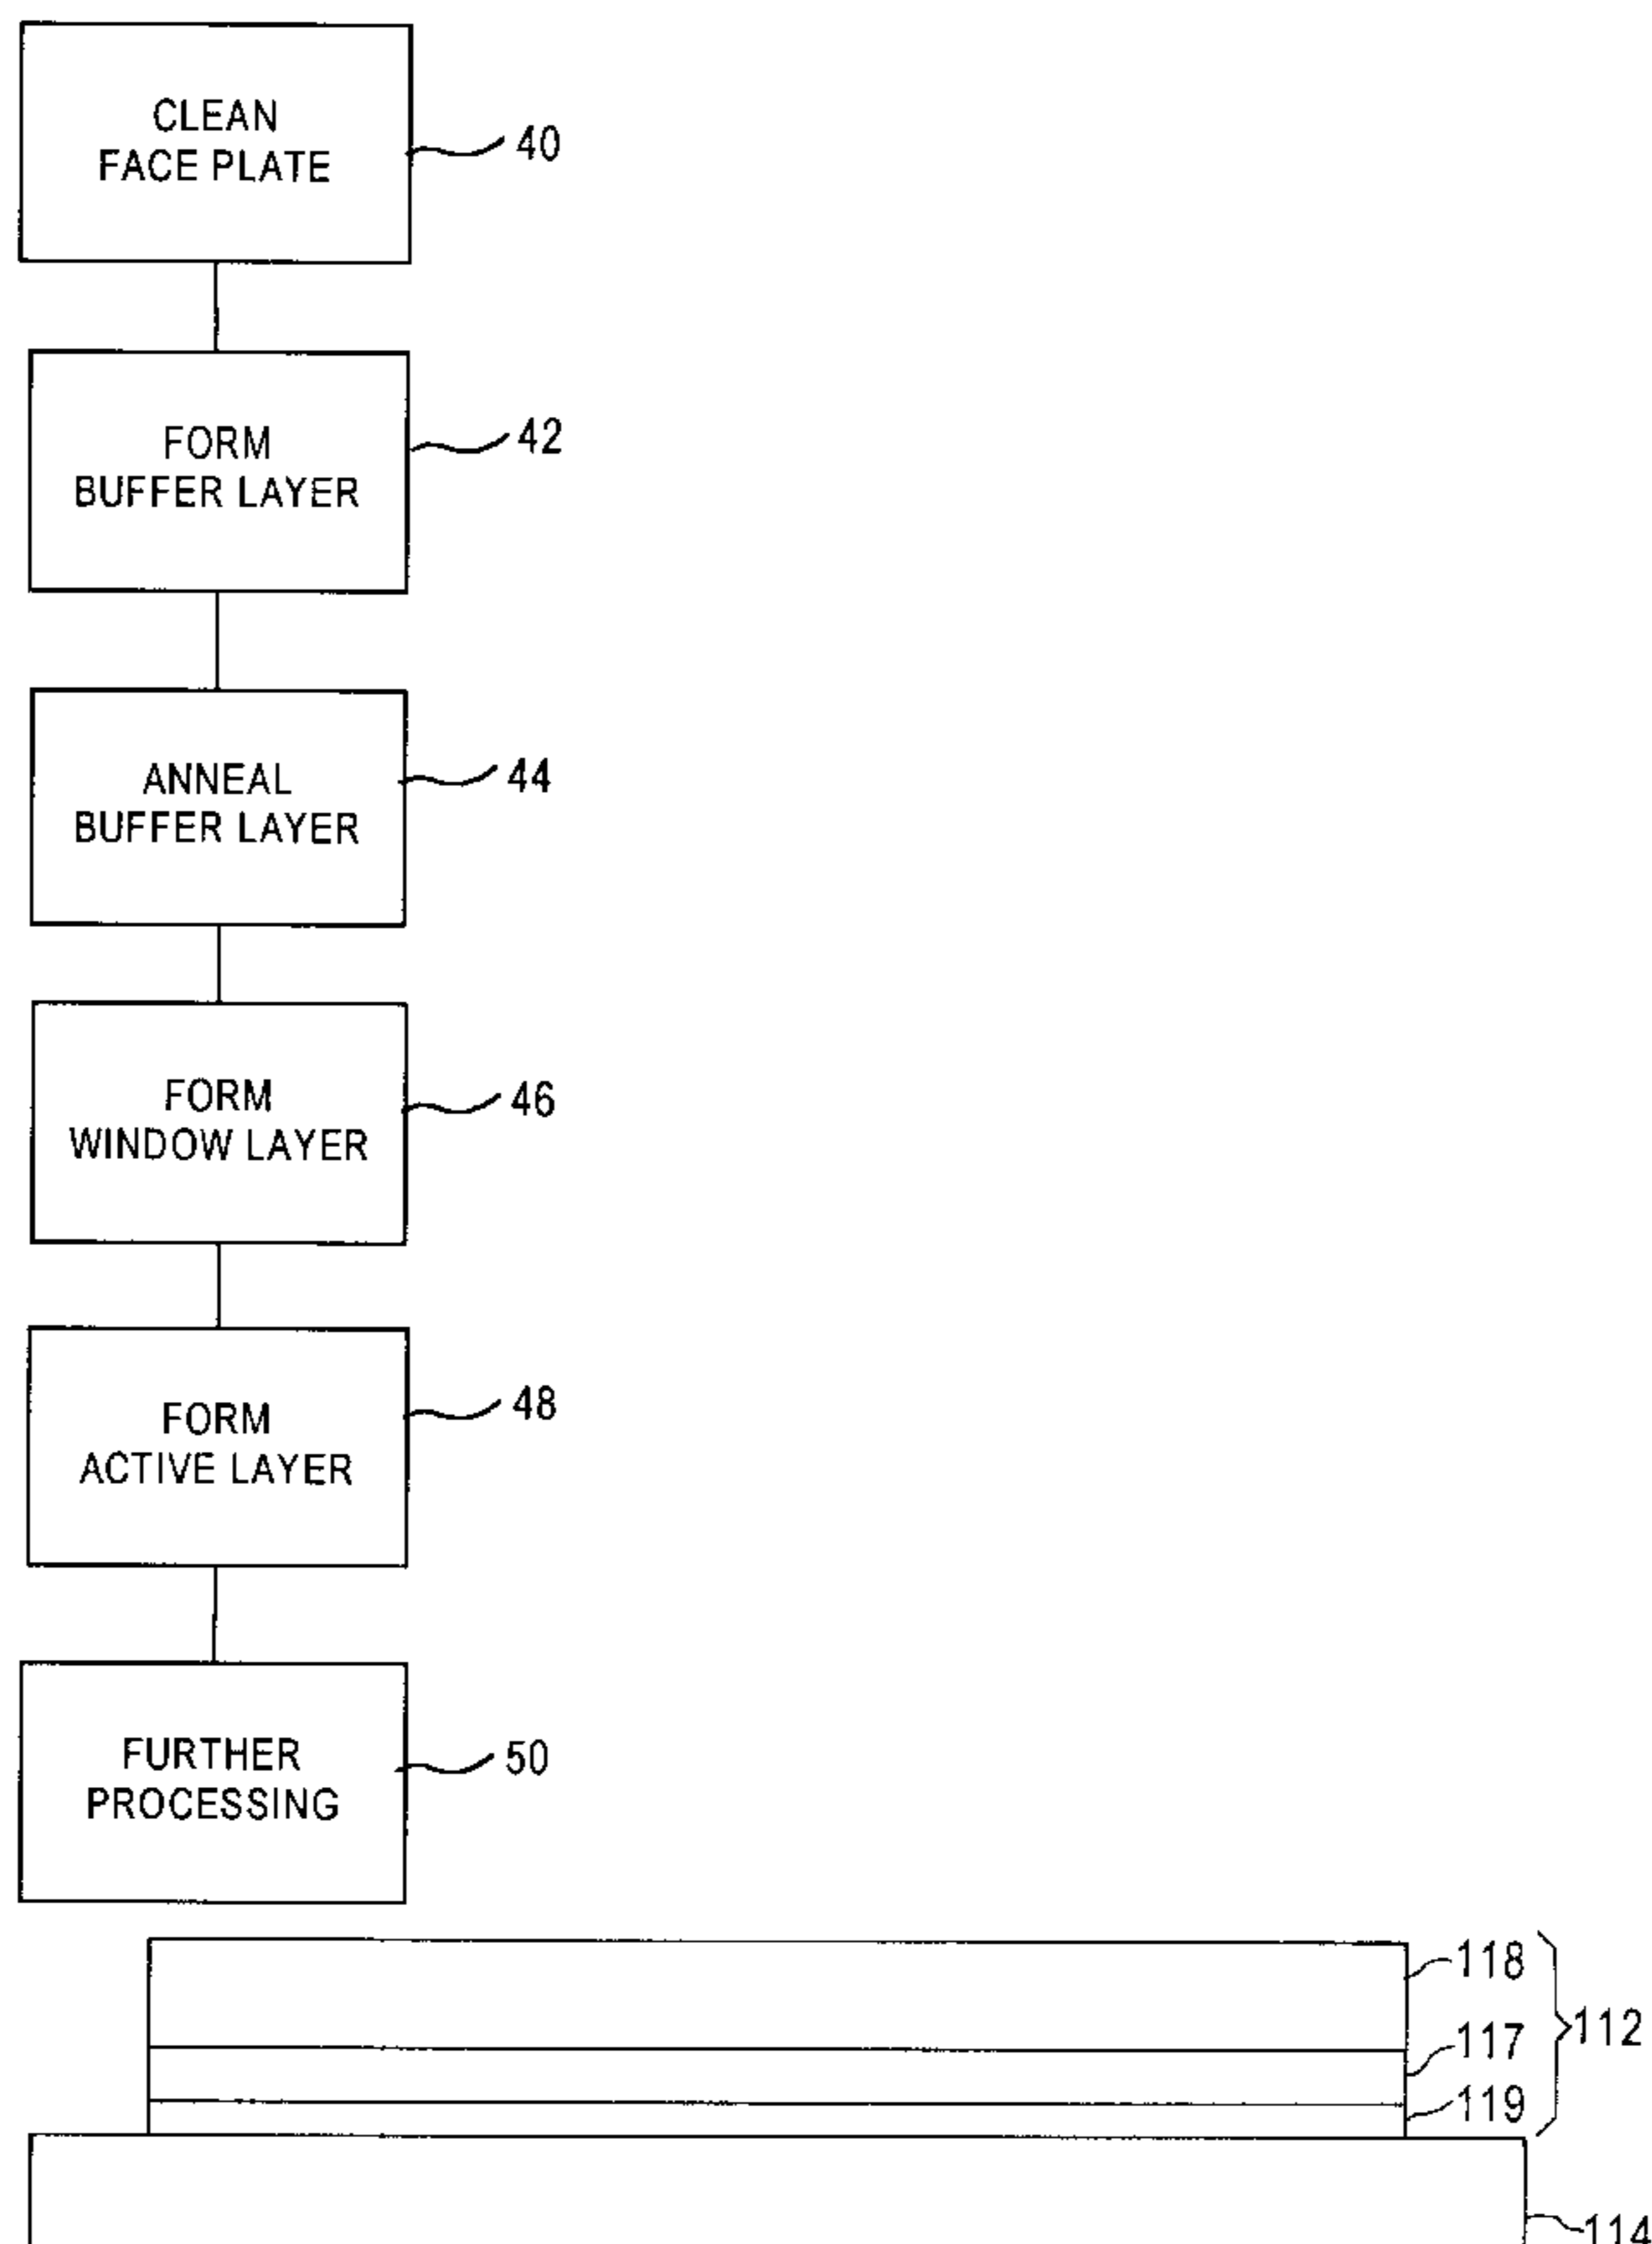 CLEAN
FACE PLATE
40
FORM
BUFFER LAYER
42
ANNEAL
BUFFER LAYER
44
FORM
WINDOW LAYER
46
FORM
ACTIVE LAYER
48
FURTHER
PROCESSING
50
118
117
112
119
114